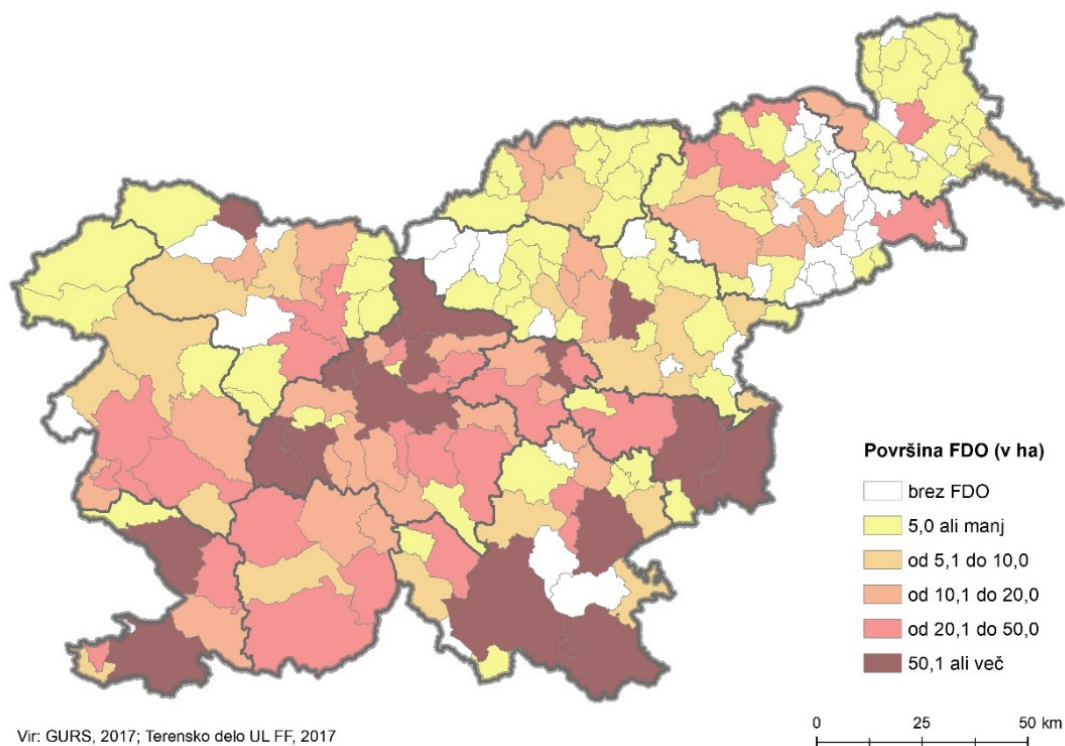 Površina FDO (v ha)
brez FDO
5,0 ali manj
od 5,1 do 10,0
od 10,1 do 20,0
od 20,1 do 50,0
50,1 ali več
Vir: GURS, 2017; Terensko delo UL FF, 2017
0 25 50 km